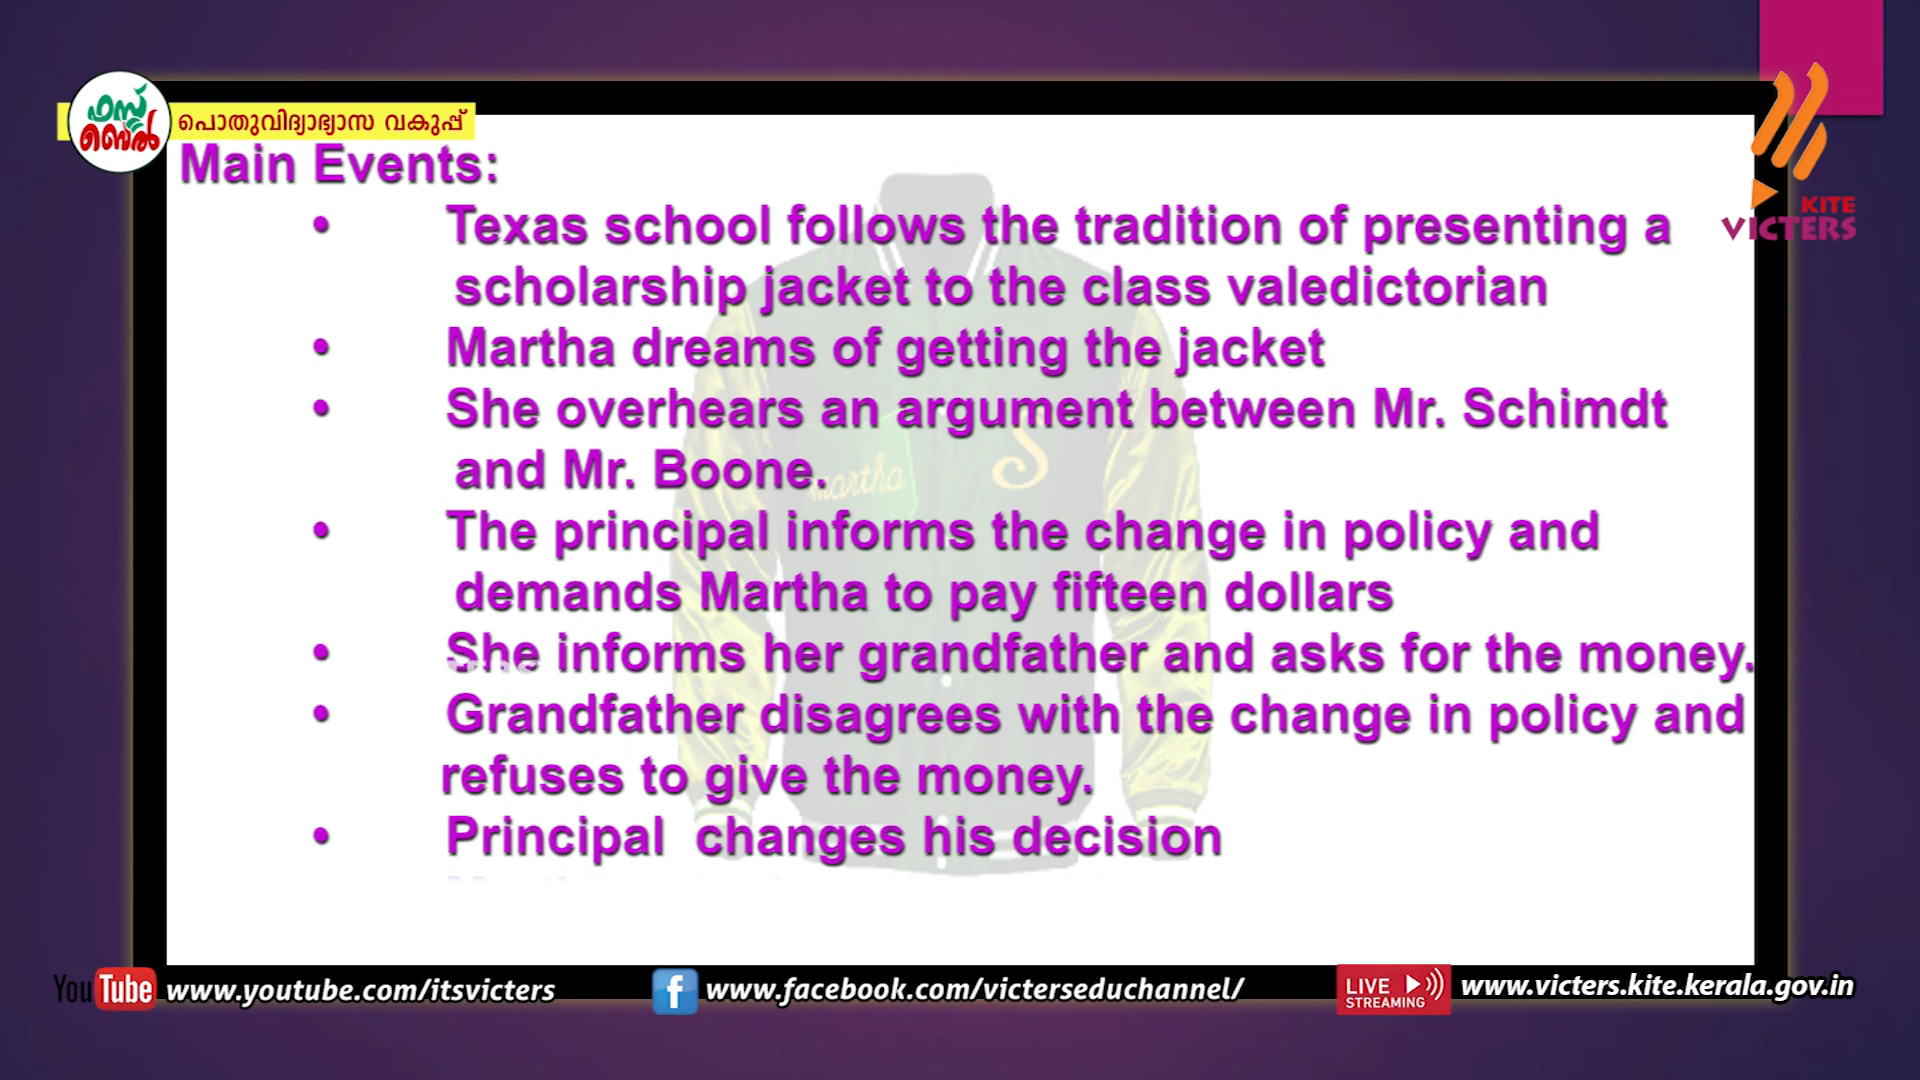 ഫസ്റ്റ്
ബെൽ
പൊതുവിദ്യാഭ്യാസ വകുപ്പ്
KITE
VICTERS
Main Events:
• Texas school follows the tradition of presenting a
scholarship jacket to the class valedictorian
• Martha dreams of getting the jacket
• She overhears an argument between Mr. Schimdt
and Mr. Boone.
• The principal informs the change in policy and
demands Martha to pay fifteen dollars
• She informs her grandfather and asks for the money.
• Grandfather disagrees with the change in policy and
refuses to give the money.
• Principal changes his decision
martha
S
YouTube www.youtube.com/itsvicters
f www.facebook.com/victerseduchannel/
LIVE
STREAMING
www.victers.kite.kerala.gov.in